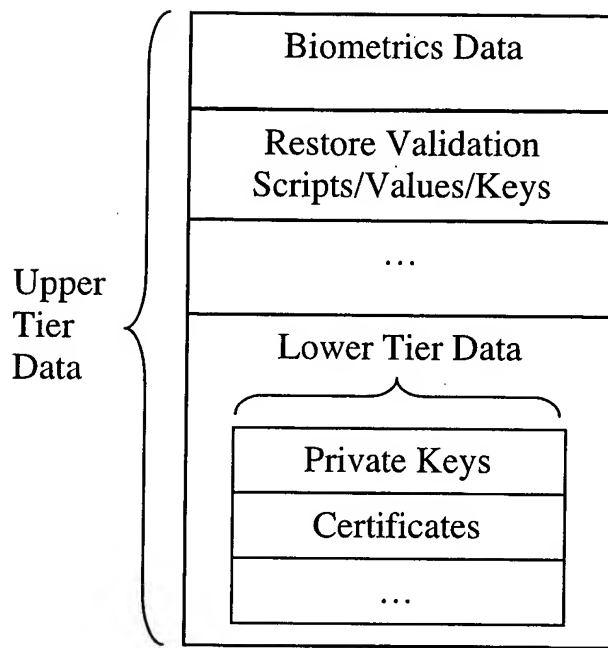 Biometrics Data
Restore Validation
Scripts/Values/Keys
...
Upper
Tier
Data
Lower Tier Data
Private Keys
Certificates
...